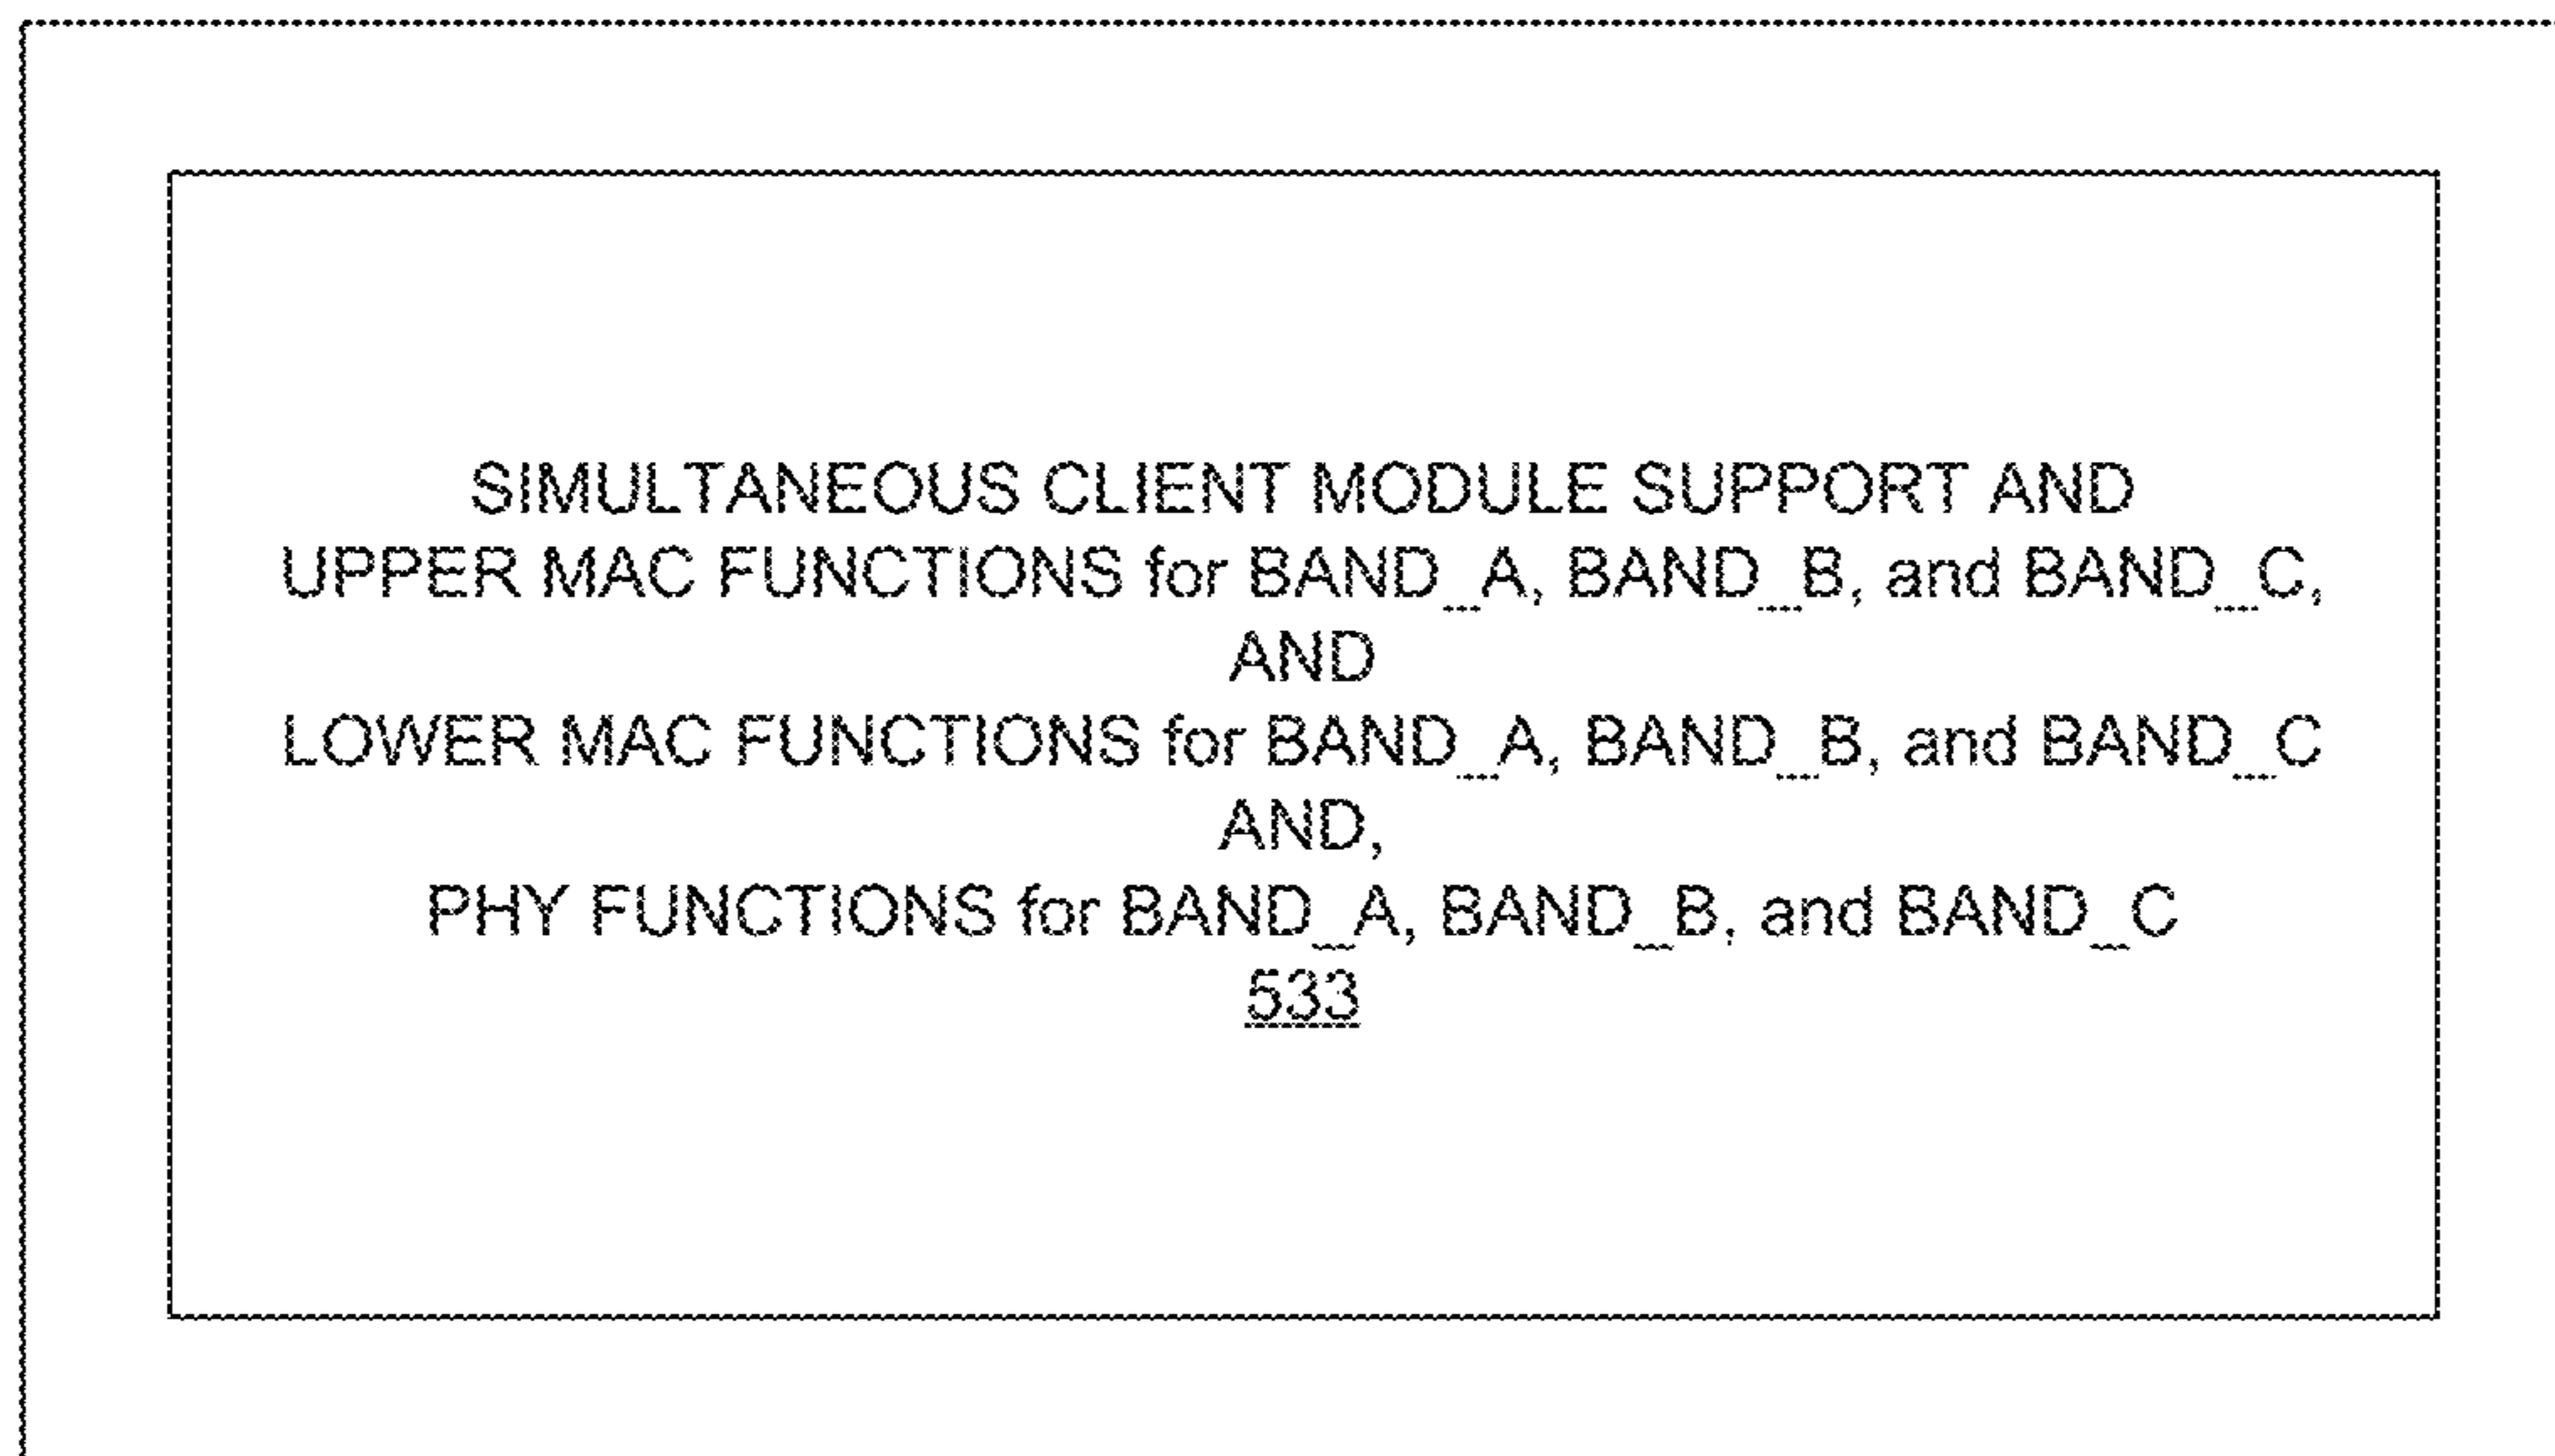 SIMULTANEOUS CLIENT MODULE SUPPORT AND
UPPER MAC FUNCTIONS for BAND_A, BAND_B, and BAND_C,
AND
LOWER MAC FUNCTIONS for BAND_A, BAND_B, and BAND_C
AND,
PHY FUNCTIONS for BAND_A, BAND_B, and BAND_C
533